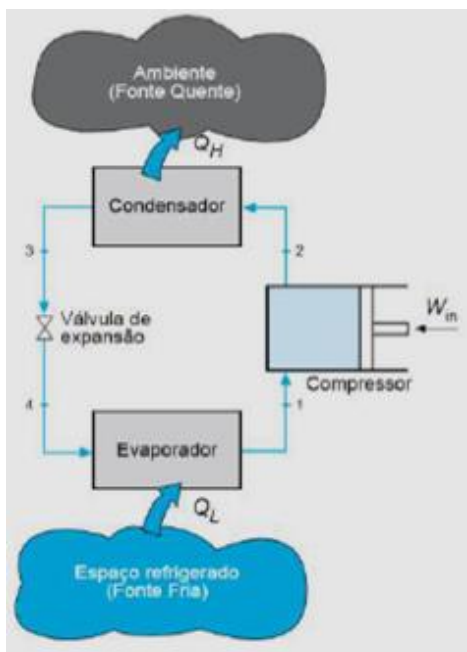 Ambiente
(Fonte Quente)
Q_H
Condensador
3
2
Válvula de
expansão
W_in
Compressor
4
1
Evaporador
Q_L
Espaço refrigerado
(Fonte Fria)